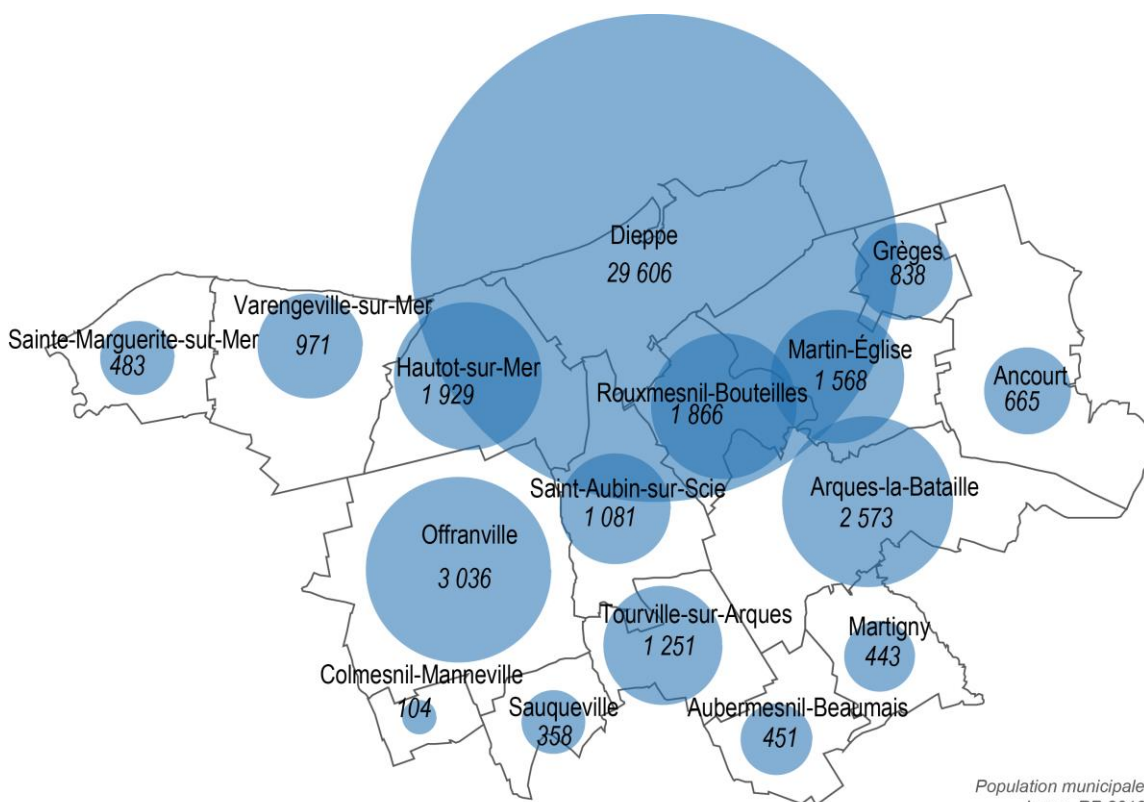 Dieppe
29 606
Grèges
838
Varengeville-sur-Mer
971
Sainte-Marguerite-sur-Mer
483
Hautot-sur-Mer
1 929
Martin-Église
1 568
Rouxmesnil-Bouteilles
1 866
Ancourt
665
Saint-Aubin-sur-Scie
1 081
Arques-la-Bataille
2 573
Offranville
3 036
Tourville-sur-Arques
1 251
Martigny
443
Colmesnil-Manneville
104
Sauqueville
358
Aubermesnil-Beaumais
451
Population municipale